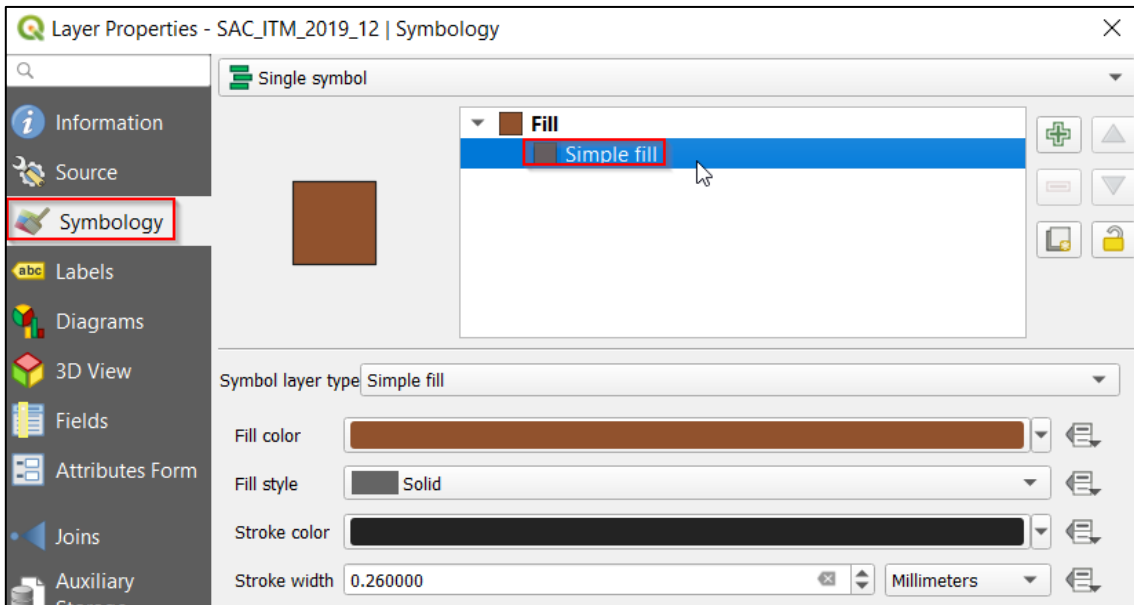 Layer Properties - SAC_ITM_2019_12 | Symbology
Single symbol
Information
Source
Symbology
abc Labels
Diagrams
3D View
Fields
Attributes Form
Joins
Auxiliary
Storage
Fill
Simple fill
Symbol layer type Simple fill
Fill color
Fill style Solid
Stroke color
Stroke width 0.260000 Millimeters